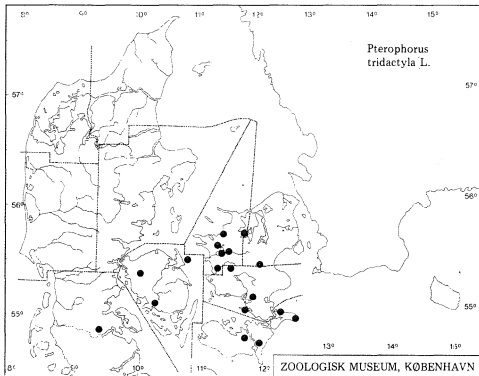 8° 9° 10° 11° 12° 13° 14° 15°
Pterophorus
tridactyla L.
57° 57°
56° 56°
55° 55°
13° 14° 15°
8° 9° 10° 11° 12°
ZOOLOGISK MUSEUM, KØBENHAVN